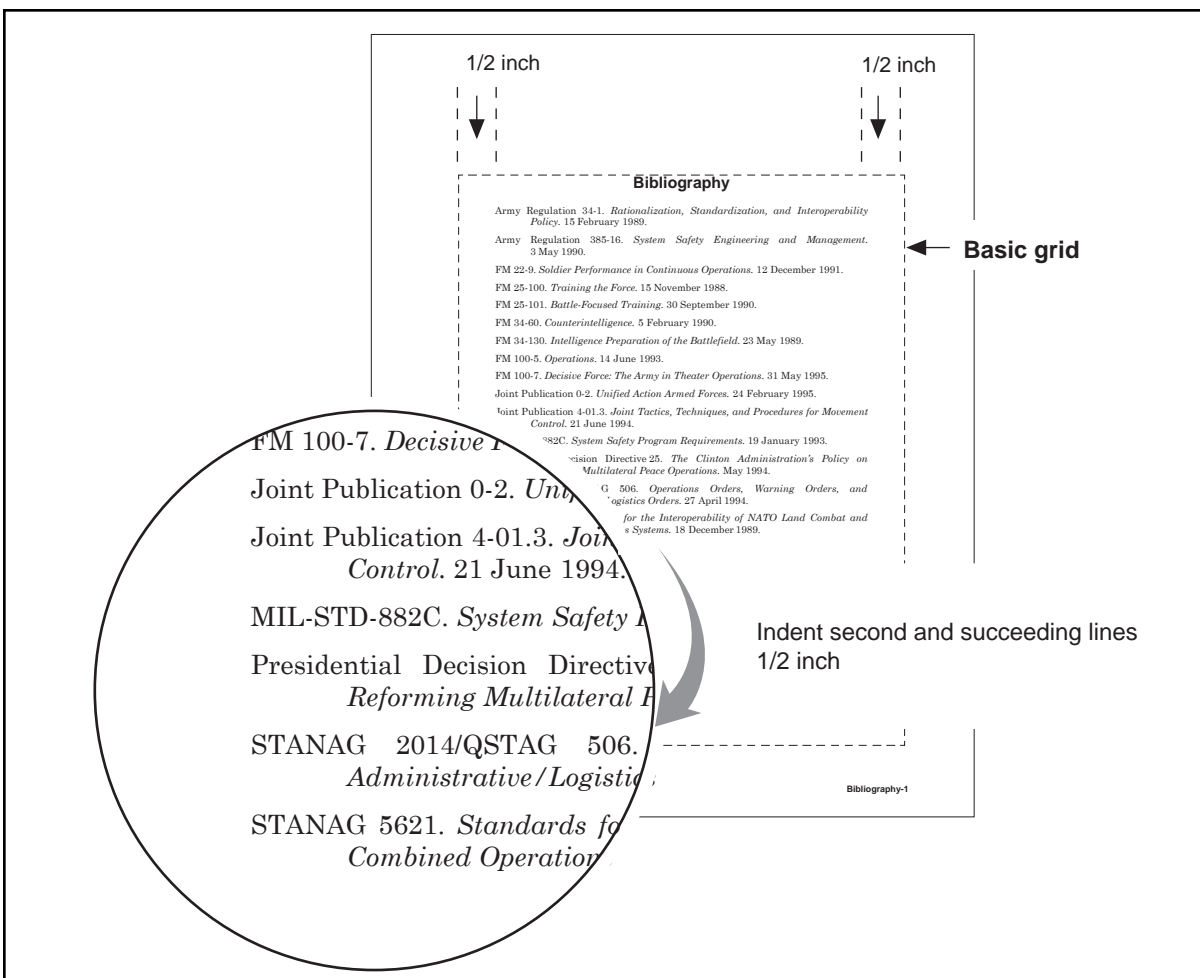 1/2 inch
1/2 inch
Bibliography
Army Regulation 34-1. Rationalization, Standardization, and Interoperability
Policy. 15 February 1989.
Army Regulation 385-16. System Safety Engineering and Management.
3 May 1990.
FM 22-9. Soldier Performance in Continuous Operations. 12 December 1991.
FM 25-100. Training the Force. 15 November 1988.
FM 25-101. Battle-Focused Training. 30 September 1990.
FM 34-60. Counterintelligence. 5 February 1990.
FM 34-130. Intelligence Preparation of the Battlefield. 23 May 1989.
FM 100-5. Operations. 14 June 1993.
FM 100-7. Decisive Force: The Army in Theater Operations. 31 May 1995.
Joint Publication 0-2. Unified Action Armed Forces. 24 February 1995.
Joint Publication 4-01.3. Joint Tactics, Techniques, and Procedures for Movement
Control. 21 June 1994.
882C. System Safety Program Requirements. 19 January 1993.
Directive 25. The Clinton Administration's Policy on
Multilateral Peace Operations. May 1994.
G 506. Operations Orders, Warning Orders, and
Orders. 27 April 1994.
for the Interoperability of NATO Land Combat and
s Systems. 18 December 1989.
Basic grid
FM 100-7. Decisive
Joint Publication 0-2.
Joint Publication 4-01.3.
Control. 21 June 1994.
MIL-STD-882C. System Safety
Presidential Decision Directive
Reforming Multilateral
STANAG 2014/QSTAG 506.
Administrative/Logistic
STANAG 5621. Standards fo
Combined Operation
Indent second and succeeding lines
1/2 inch
Bibliography-1